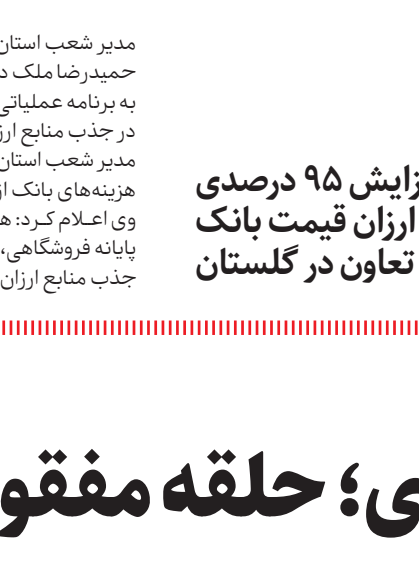 زایش ۹۵ درصدی
ارزان قیمت بانک
تعاون در گلستان
مدیر شعب استان
حمیدرضا ملک د
به برنامه عملیاتی
در جذب منابع ارز
مدیر شعب استان
هزینه‌های بانک از
وی اعـلام کـرد: هـ
پایانه فروشگاهی،
جذب منابع ارزان
ی؛ حلقه مفقو